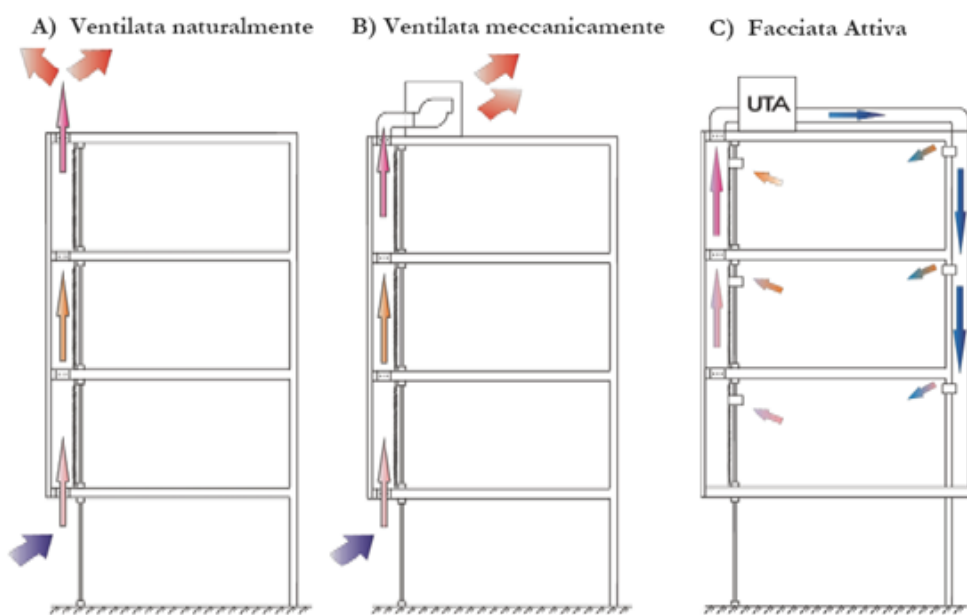 A) Ventilata naturalmente
B) Ventilata meccanicamente
C) Facciata Attiva
UTA